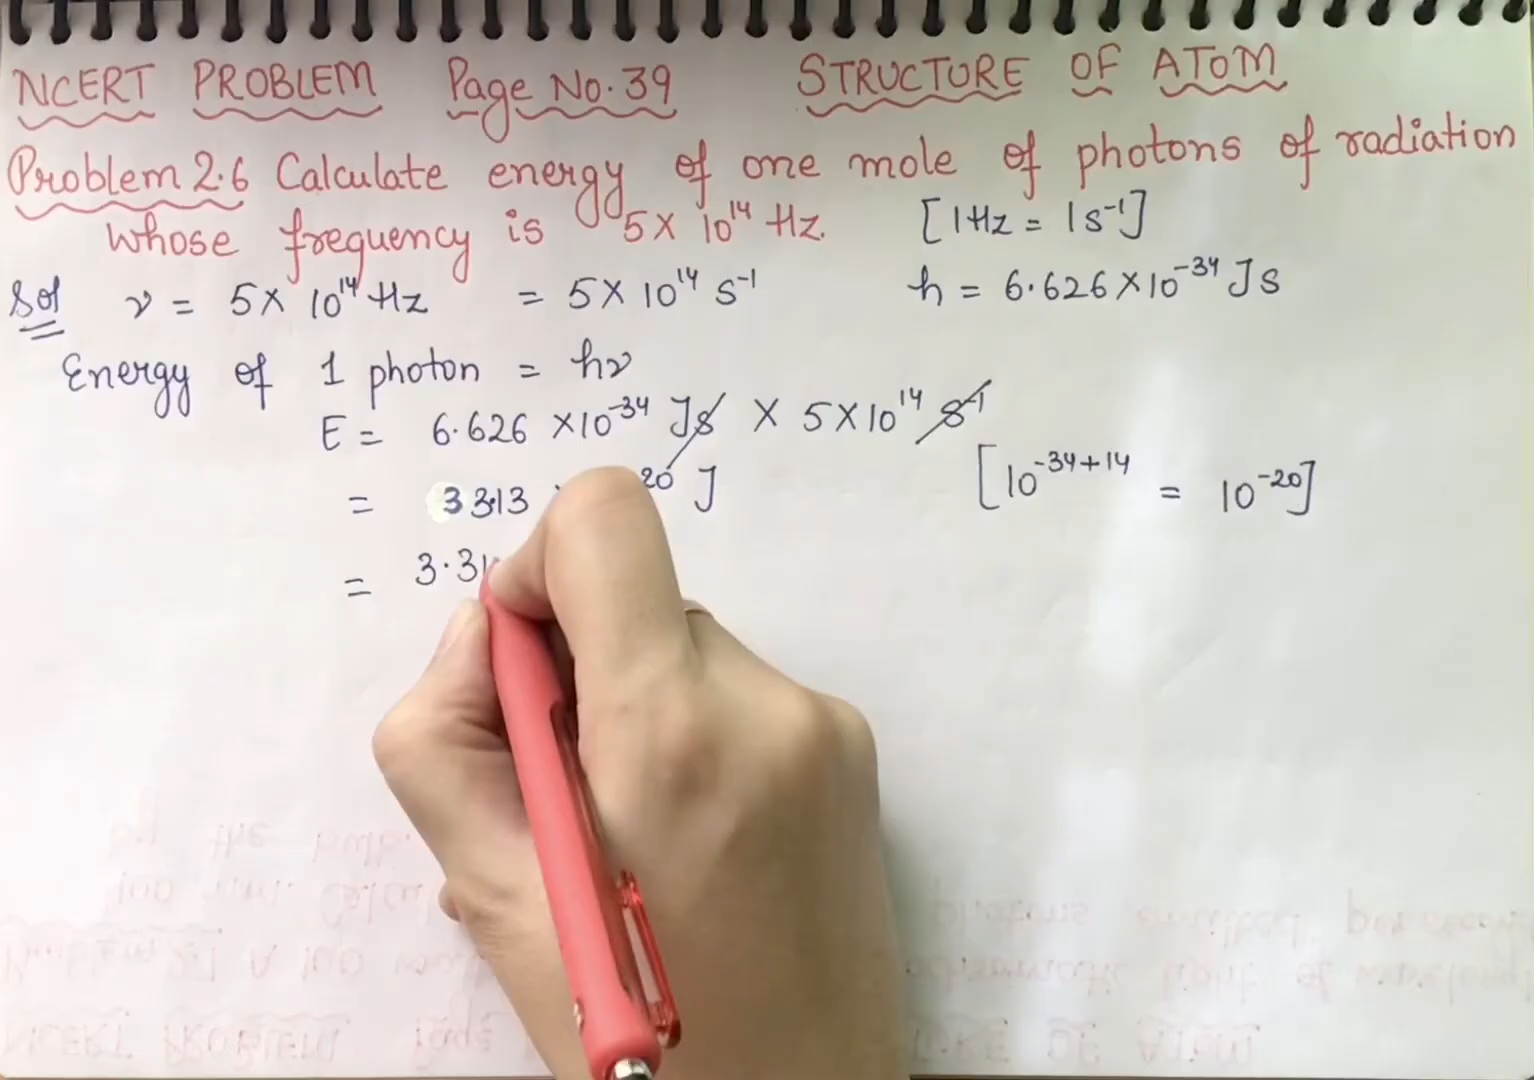 NCERT PROBLEM Page No. 39 STRUCTURE OF ATOM
Problem 2.6 Calculate energy of one mole of photons of radiation
whose frequency is 5 × 10¹⁴ Hz. [1Hz = 1s⁻¹]
Sol ν = 5 × 10¹⁴ Hz = 5 × 10¹⁴ s⁻¹ h = 6.626 × 10⁻³⁴ Js
Energy of 1 photon = hν
E = 6.626 × 10⁻³⁴ Js × 5 × 10¹⁴ s⁻¹
= 33.13 20 J [10⁻³⁴⁺¹⁴ = 10⁻²⁰]
= 3.31